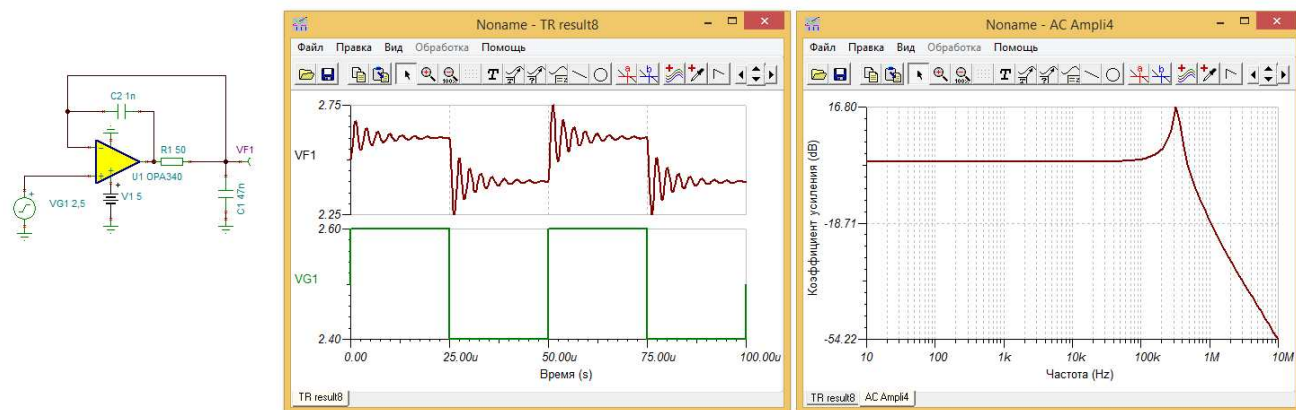 C2 1n
R1 50
VF1
U1 OPA340
V1 5
VG1 2,5
C1 47n
Noname - TR result8
Файл Правка Вид Обработка Помощь
2.75
VF1
2.25
2.60
VG1
2.40
0.00 25.00u 50.00u 75.00u 100.00u
Время (s)
TR result8
Noname - AC Ampli4
Файл Правка Вид Обработка Помощь
16.80
Коэффициент усиления (dB)
-18.71
-54.22
10 100 1k 10k 100k 1M 10M
Частота (Hz)
TR result8 AC Ampli4